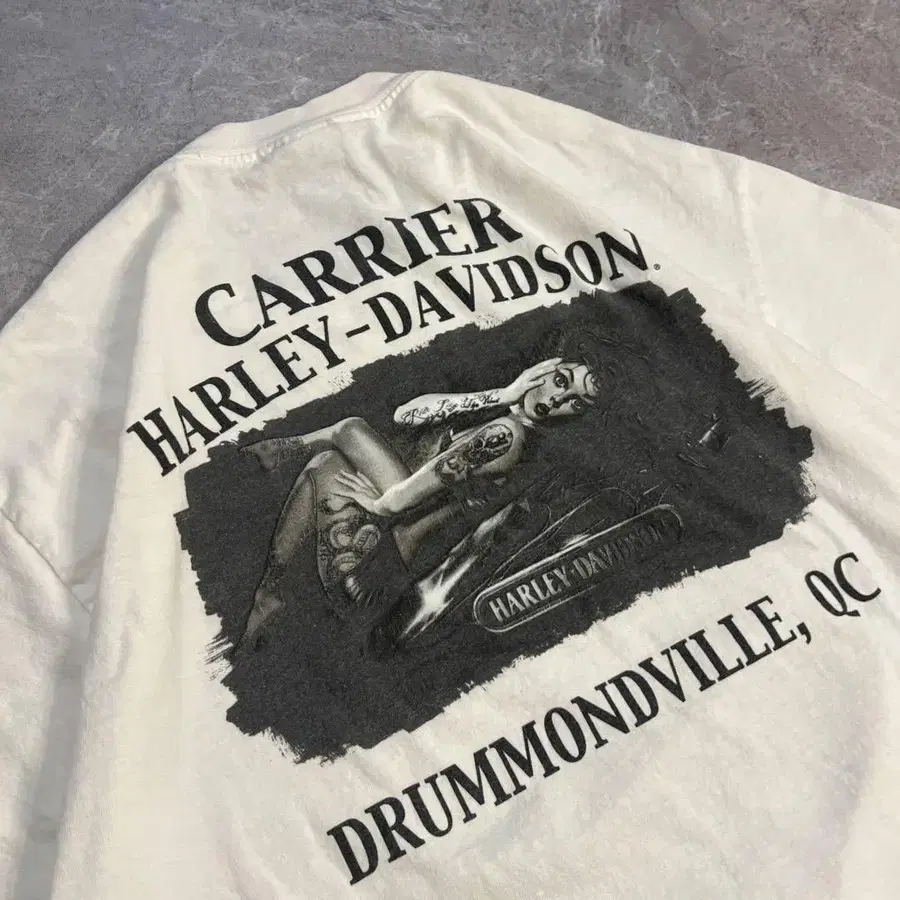 CARRIER
HARLEY-DAVIDSON®
HARLEY-DAVIDSON
DRUMMONDVILLE, QC